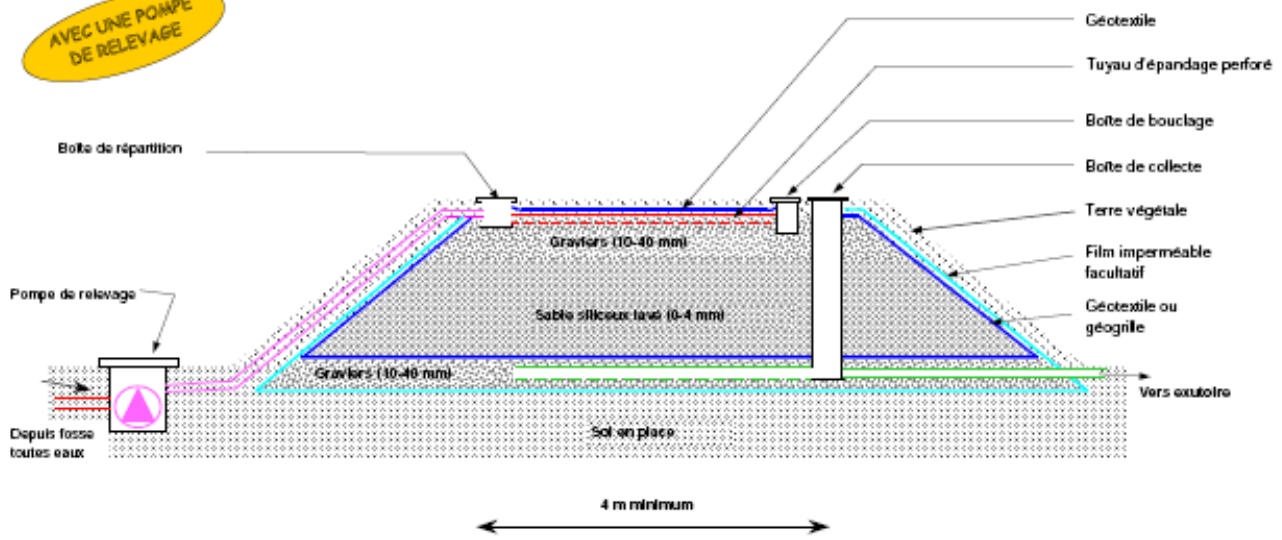 AVEC UNE POMPE
DE RELEVAGE
Géotextile
Tuyau d'épandage perforé
Boîte de bouclage
Boîte de répartition
Boîte de collecte
Terre végétale
Graviers (10-40 mm)
Film imperméable
facultatif
Pompe de relevage
Sable siliceux lavé (0-4 mm)
Géotextile ou
géogrille
Graviers (10-40 mm)
Vers exutoire
Depuis fosse
toutes eaux
Sol en place
4 m minimum